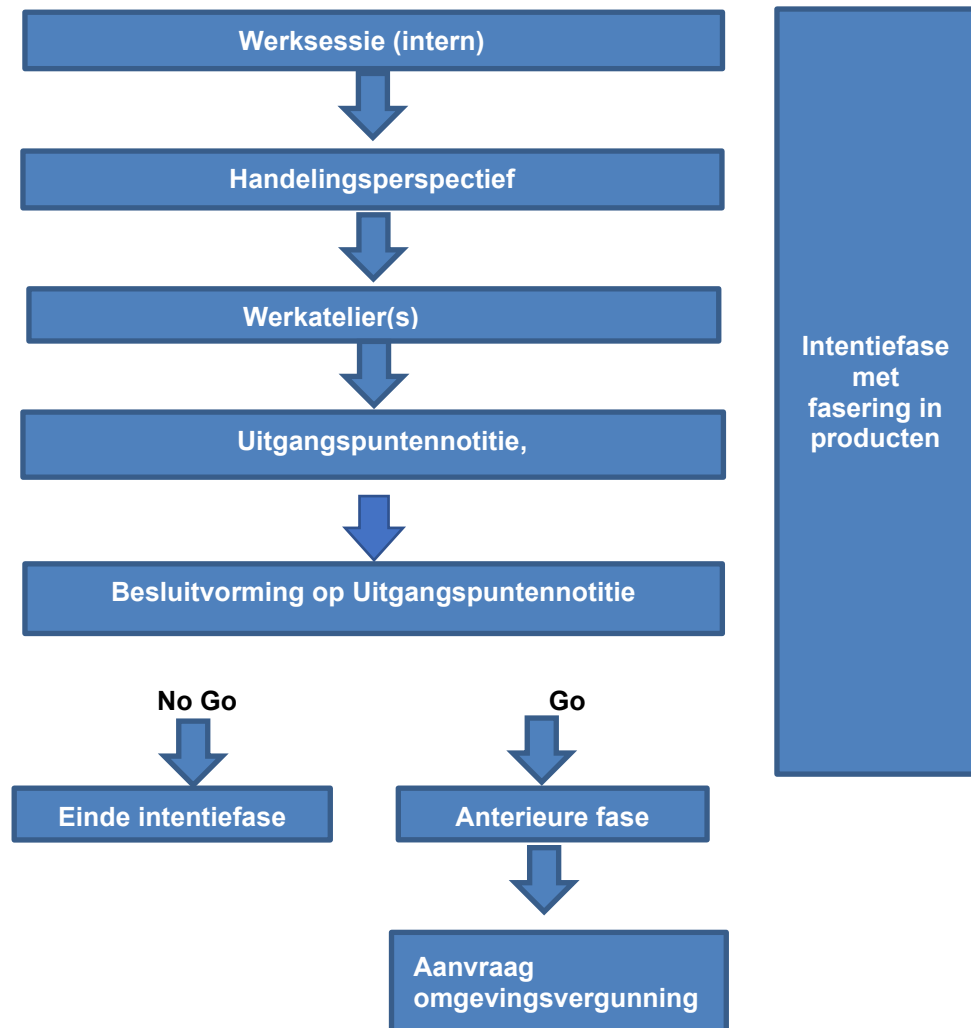 Werksessie (intern)
Handelingsperspectief
Werkatelier(s)
Uitgangspuntennotitie,
Besluitvorming op Uitgangspuntennotitie
No Go
Go
Einde intentiefase
Anterieure fase
Aanvraag
omgevingsvergunning
Intentiefase
met
fasering in
producten